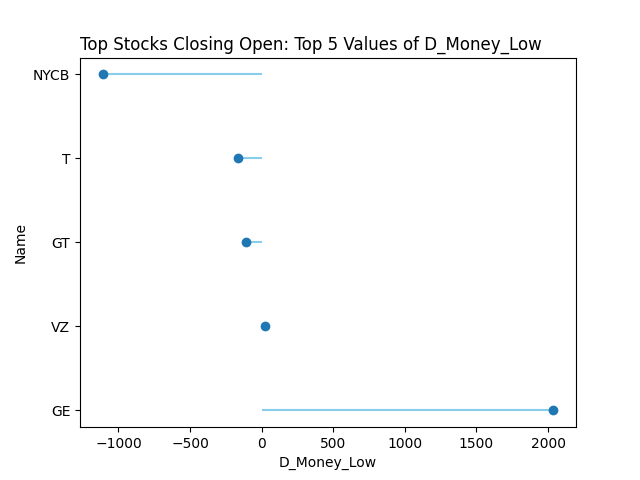 Top Stocks Closing Open: Top 5 Values of D_Money_Low
NYCB
T
GT
VZ
GE
Name
−1000 −500 0 500 1000 1500 2000
D_Money_Low